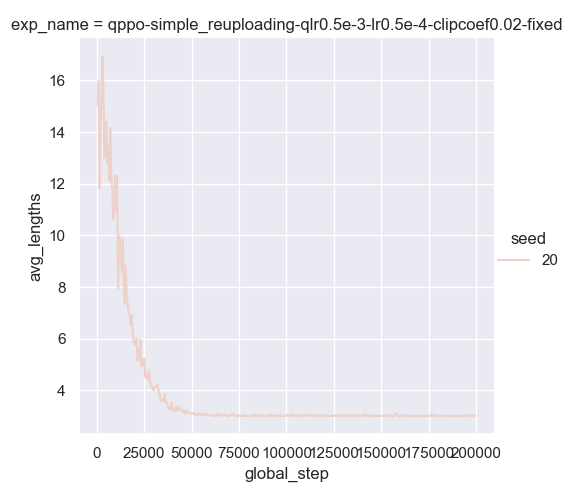 exp_name = qppo-simple_reuploading-qlr0.5e-3-lr0.5e-4-clipcoef0.02-fixed
16
14
12
10
8
6
4
avg_lengths
0 25000 50000 75000 100000 125000 150000 175000 200000
global_step
seed
20